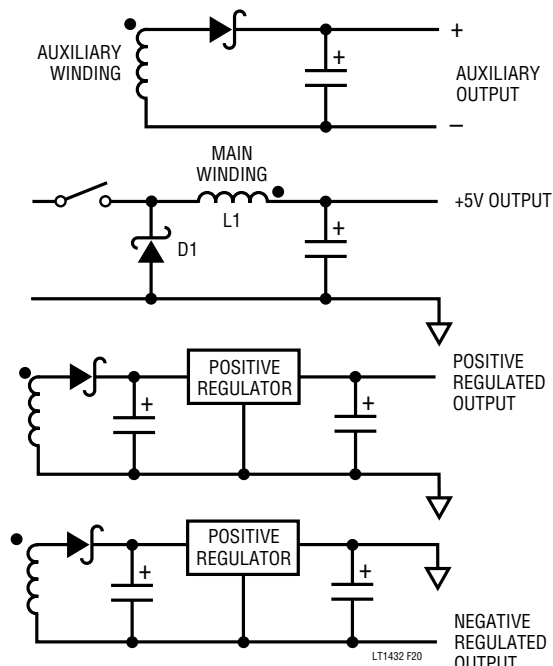 AUXILIARY
WINDING
+
+
AUXILIARY
OUTPUT
–
MAIN
WINDING
L1
+5V OUTPUT
+
D1
POSITIVE
REGULATOR
POSITIVE
REGULATED
OUTPUT
+
+
POSITIVE
REGULATOR
+
+
NEGATIVE
REGULATED
OUTPUT
LT1432 F20